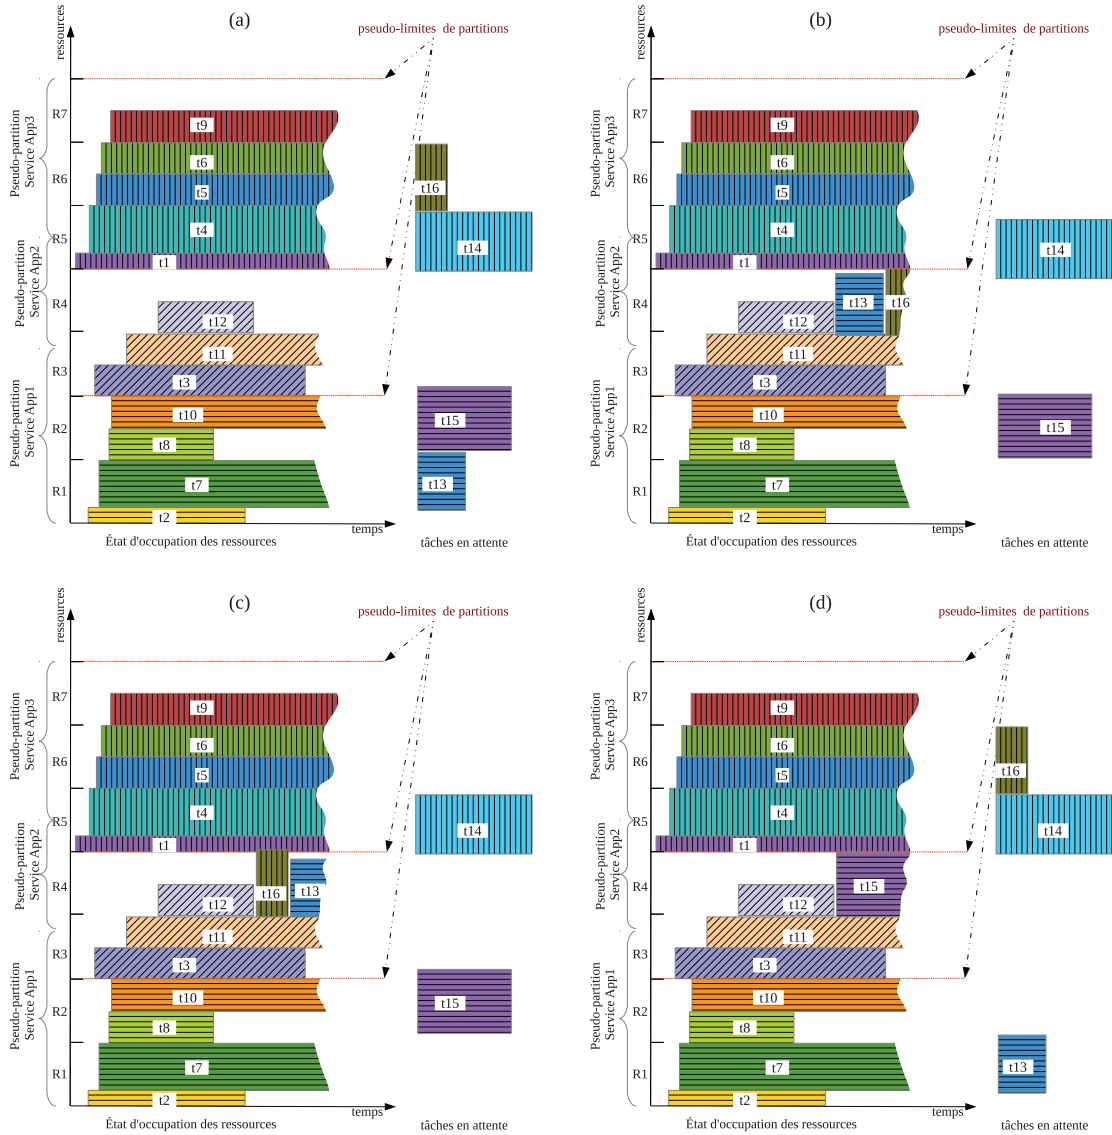 (a)
ressources
pseudo-limites de partitions
Pseudo-partition
Service App3
R7
t9
R6
t6
t16
t5
t4
t14
R5
t1
Pseudo-partition
Service App2
R4
t12
t11
R3
t3
Pseudo-partition
Service App1
t10
t15
R2
t8
t13
R1
t7
t2
temps
État d'occupation des ressources
tâches en attente
(b)
ressources
pseudo-limites de partitions
Pseudo-partition
Service App3
R7
t9
R6
t6
t5
t4
t14
R5
t1
Pseudo-partition
Service App2
R4
t13
t16
t12
t11
R3
t3
Pseudo-partition
Service App1
t10
t15
R2
t8
R1
t7
t2
temps
État d'occupation des ressources
tâches en attente
(c)
ressources
pseudo-limites de partitions
Pseudo-partition
Service App3
R7
t9
R6
t6
t5
t4
t14
R5
t1
Pseudo-partition
Service App2
R4
t16
t13
t12
t11
R3
t3
Pseudo-partition
Service App1
t10
t15
R2
t8
R1
t7
t2
temps
État d'occupation des ressources
tâches en attente
(d)
ressources
pseudo-limites de partitions
Pseudo-partition
Service App3
R7
t9
R6
t6
t16
t5
t4
t14
R5
t1
Pseudo-partition
Service App2
R4
t15
t12
t11
R3
t3
Pseudo-partition
Service App1
t10
R2
t8
R1
t7
t13
t2
temps
État d'occupation des ressources
tâches en attente